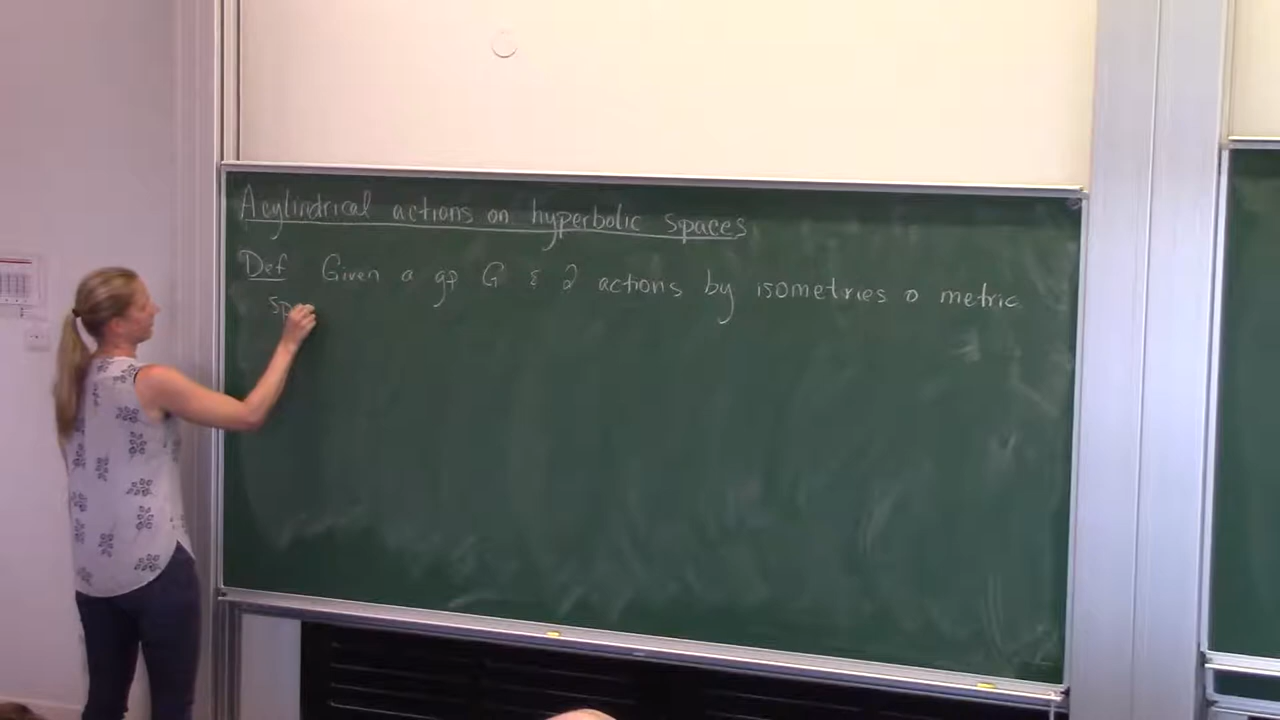 Acylindrical actions on hyperbolic spaces
Def Given a gp G & 2 actions by isometries o metric
sp